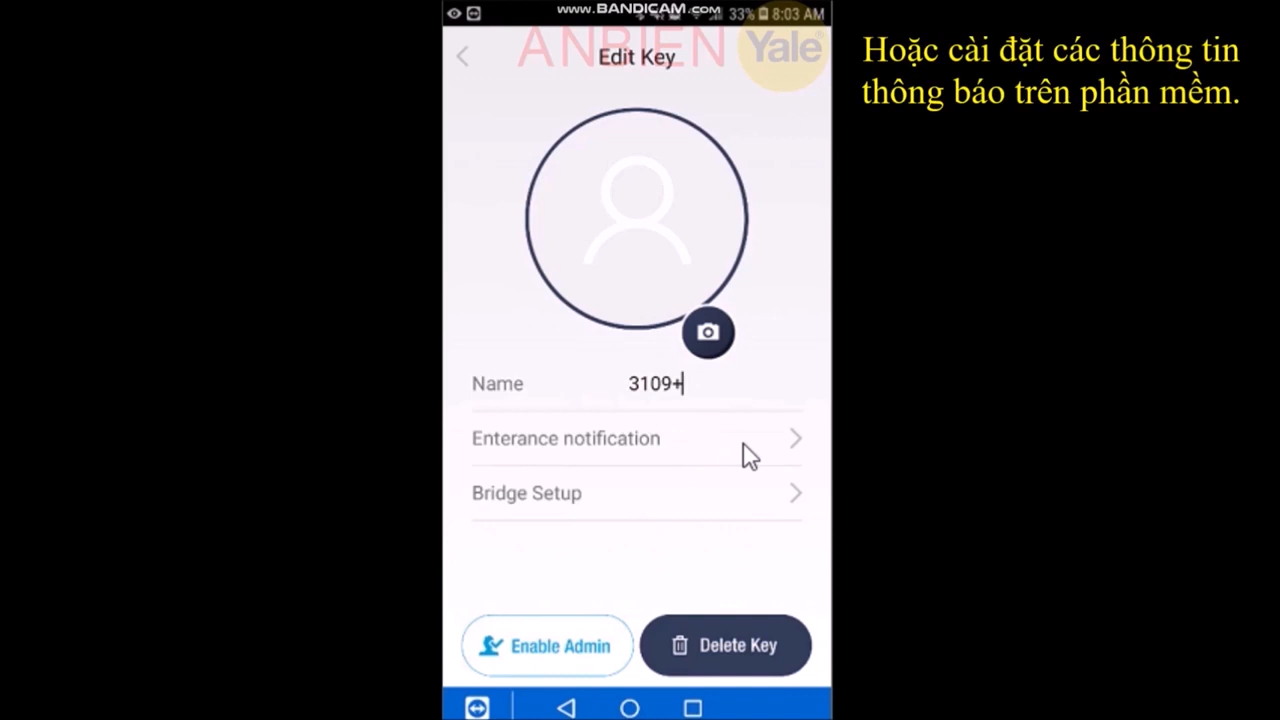 www.BANDICAM.com
33% 8:03 AM
ANBIEN Yale
Edit Key
Hoặc cài đặt các thông tin
thông báo trên phần mềm.
Name 3109+
Enterance notification
Bridge Setup
Enable Admin Delete Key